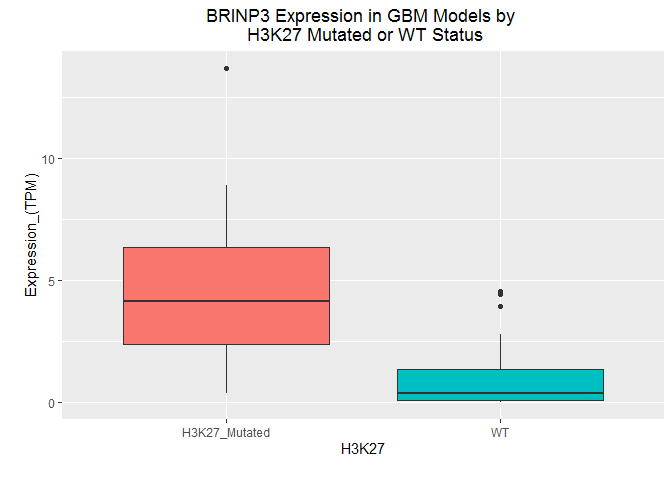 BRINP3 Expression in GBM Models by
H3K27 Mutated or WT Status
Expression_(TPM)
10
5
0
H3K27_Mutated
WT
H3K27